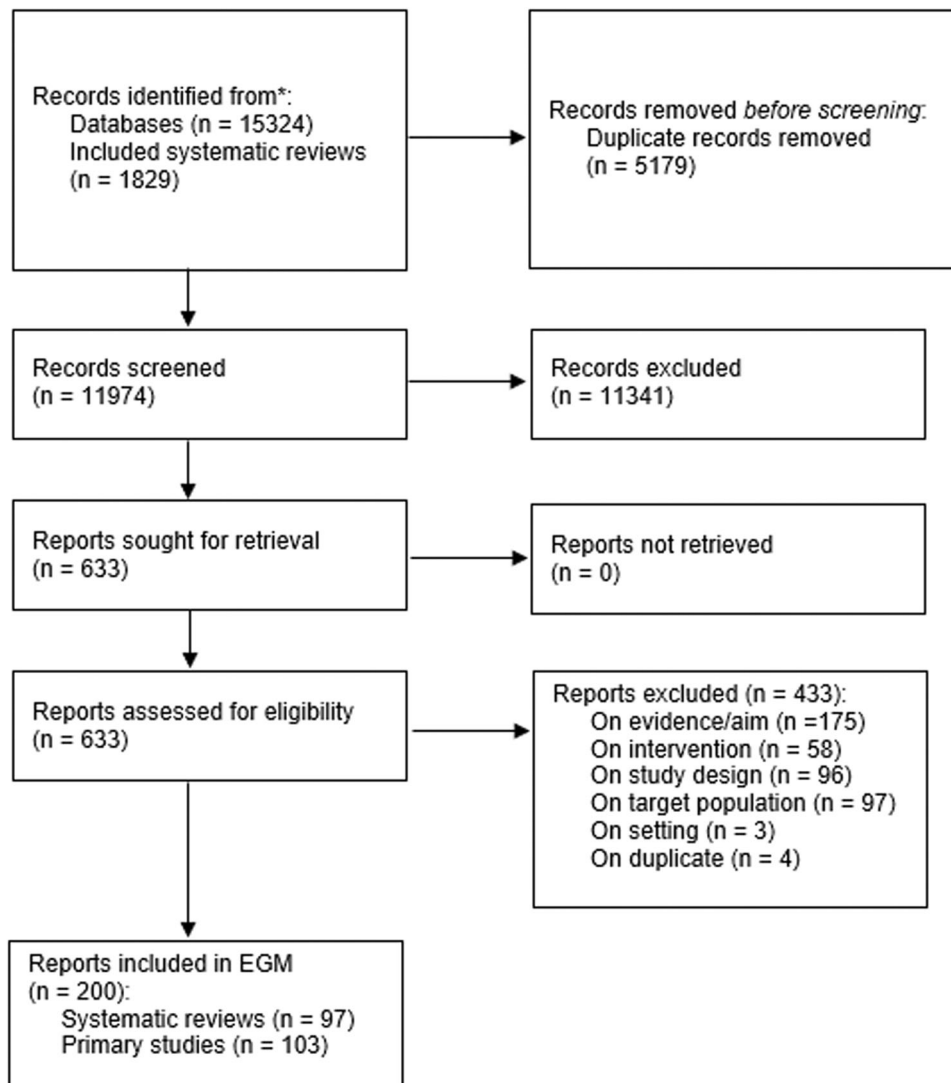 Records identified from*:
Databases (n = 15324)
Included systematic reviews
(n = 1829)
Records removed before screening:
Duplicate records removed
(n = 5179)
Records screened
(n = 11974)
Records excluded
(n = 11341)
Reports sought for retrieval
(n = 633)
Reports not retrieved
(n = 0)
Reports assessed for eligibility
(n = 633)
Reports excluded (n = 433):
On evidence/aim (n =175)
On intervention (n = 58)
On study design (n = 96)
On target population (n = 97)
On setting (n = 3)
On duplicate (n = 4)
Reports included in EGM
(n = 200):
Systematic reviews (n = 97)
Primary studies (n = 103)